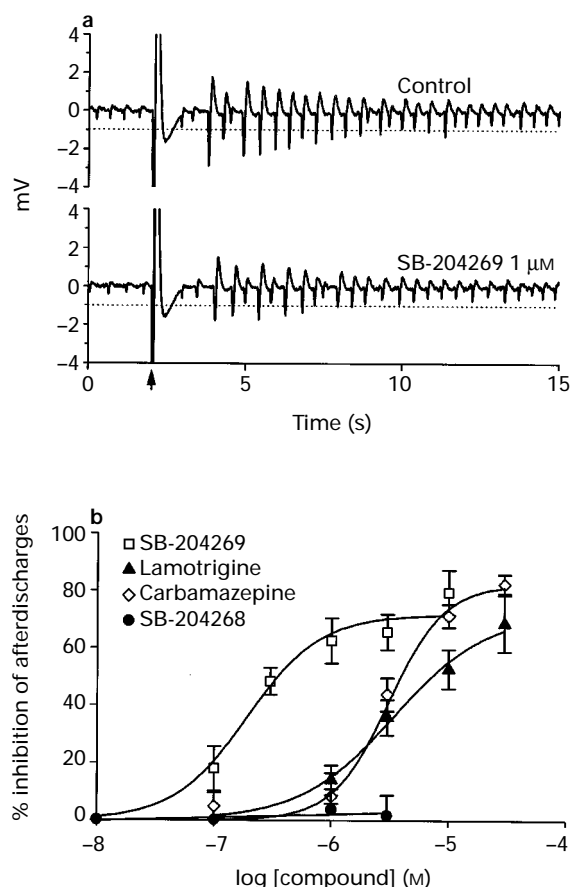 a
4
2
0
−2
−4
Control
mV
4
2
0
−2
−4
SB-204269 1 μM
0 5 10 15
Time (s)
b
100
80
60
40
20
0
% inhibition of afterdischarges
SB-204269
Lamotrigine
Carbamazepine
SB-204268
−8 −7 −6 −5 −4
log [compound] (M)